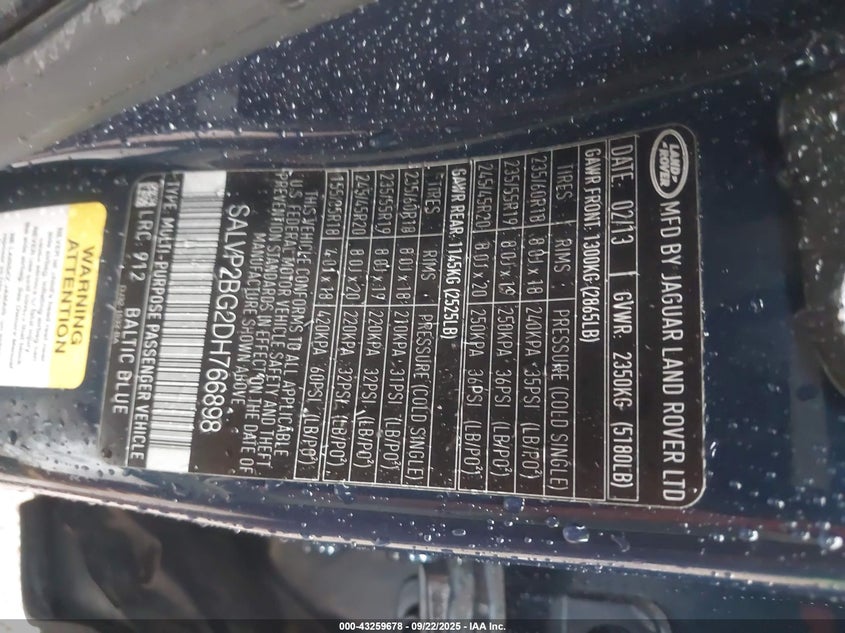 LAND ROVER
MFD BY JAGUAR LAND ROVER LTD
DATE: 02/13 GVWR: 2350KG (5180LB)
GAWR FRONT: 1300KG (2865LB)
TIRES RIMS PRESSURE (COLD SINGLE)
235/60R18 8.0J x 18 240KPA 35PSI (LB/PO²)
235/55R19 8.0J x 19 250KPA 36PSI (LB/PO²)
245/45R20 8.0J x 20 250KPA 36PSI (LB/PO²)
GAWR REAR: 1145KG (2525LB)
TIRES RIMS PRESSURE (COLD SINGLE)
235/60R18 8.0J x 18 210KPA 31PSI (LB/PO²)
235/55R19 8.0J x 19 220KPA 32PSI (LB/PO²)
245/45R20 8.0J x 20 220KPA 32PSI (LB/PO²)
4.0J x 18 420KPA 60PSI (LB/PO²)
THIS VEHICLE CONFORMS TO ALL APPLICABLE
U.S FEDERAL MOTOR VEHICLE SAFETY AND THEFT
PREVENTION STANDARDS IN EFFECT ON THE DATE OF
MANUFACTURE SHOWN ABOVE.
SALVP2BG2DH766898
TYPE: MULTI-PURPOSE PASSENGER VEHICLE
LRC: 912 BALTIC BLUE
WARNING
ATTENTION
000-43259678 - 09/22/2025 - IAA Inc.